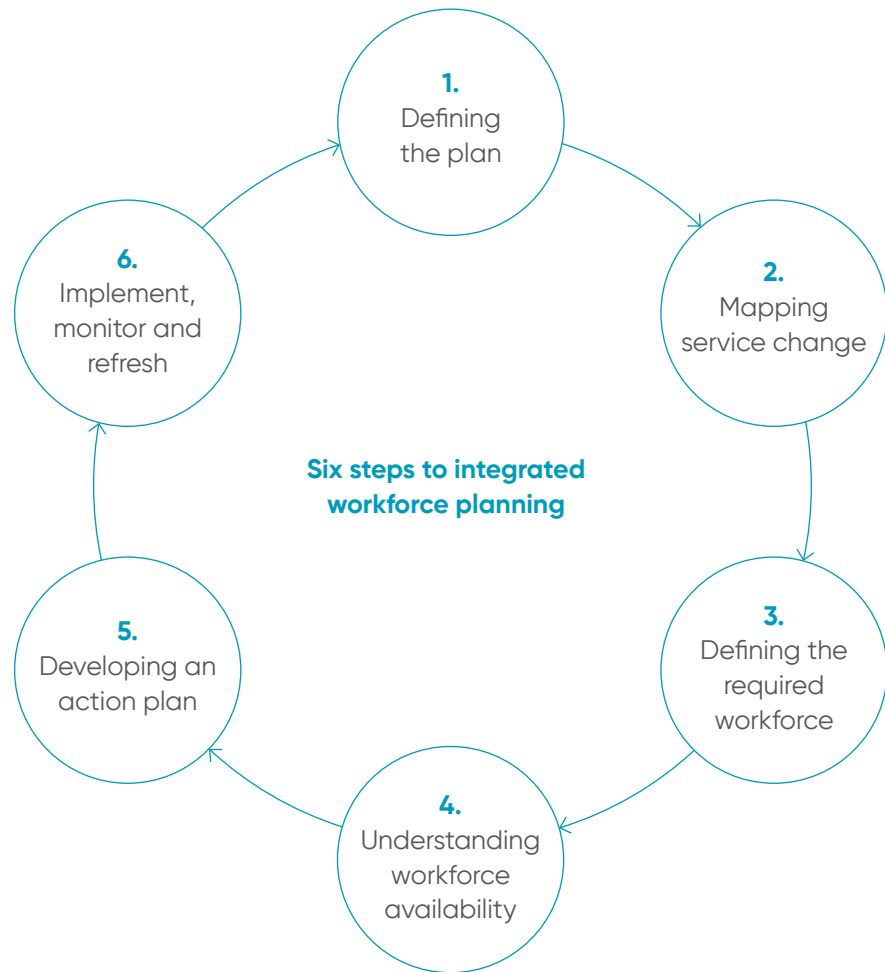 1.
Defining
the plan
2.
Mapping
service change
3.
Defining the
required
workforce
4.
Understanding
workforce
availability
5.
Developing an
action plan
6.
Implement,
monitor and
refresh
Six steps to integrated
workforce planning